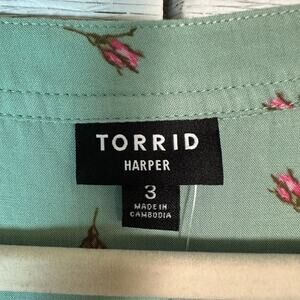 TORRID
HARPER
3
MADE IN
CAMBODIA